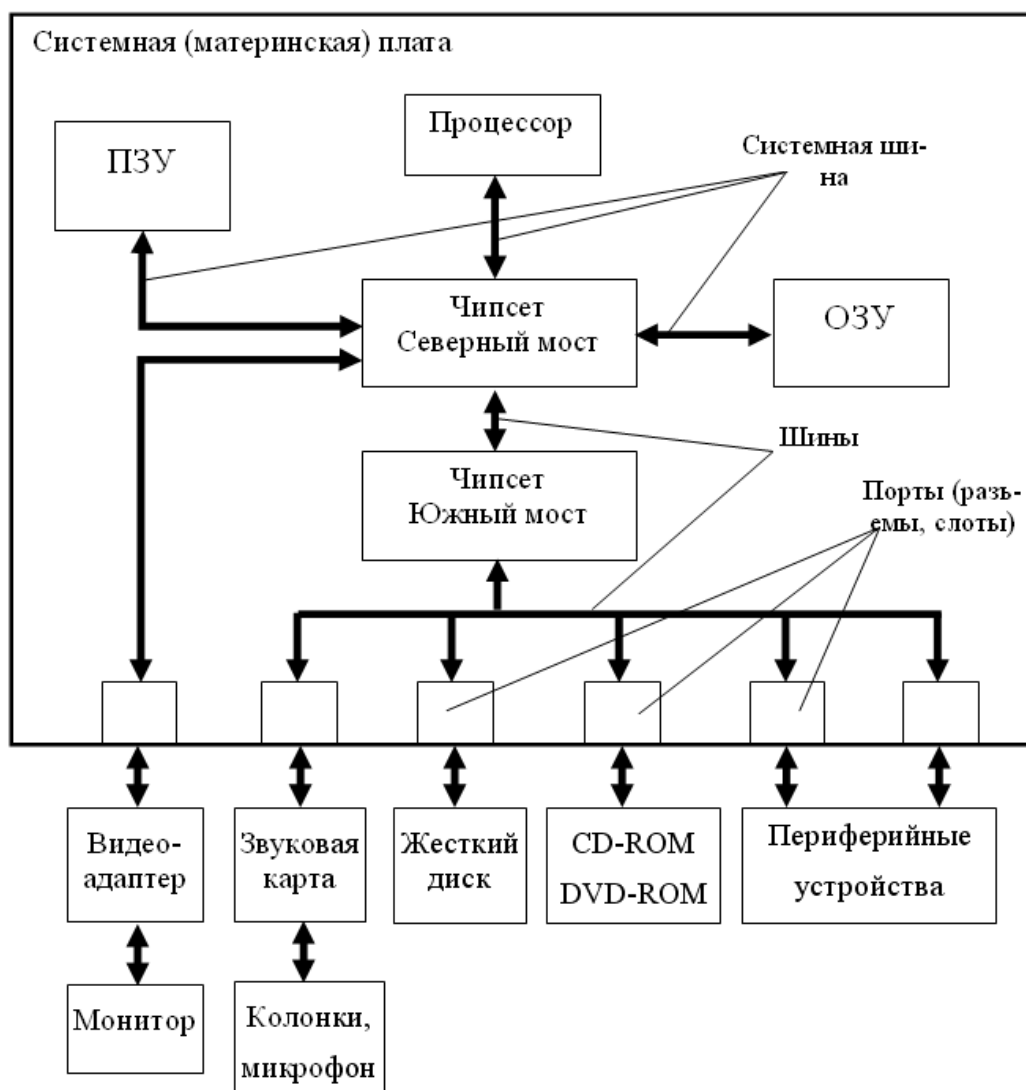 Системная (материнская) плата
ПЗУ
Процессор
Системная ши-
на
Чипсет
Северный мост
ОЗУ
Шины
Чипсет
Южный мост
Порты (разъ-
емы, слоты)
Видео-
адаптер
Звуковая
карта
Жесткий
диск
CD-ROM
DVD-ROM
Периферийные
устройства
Монитор
Колонки,
микрофон